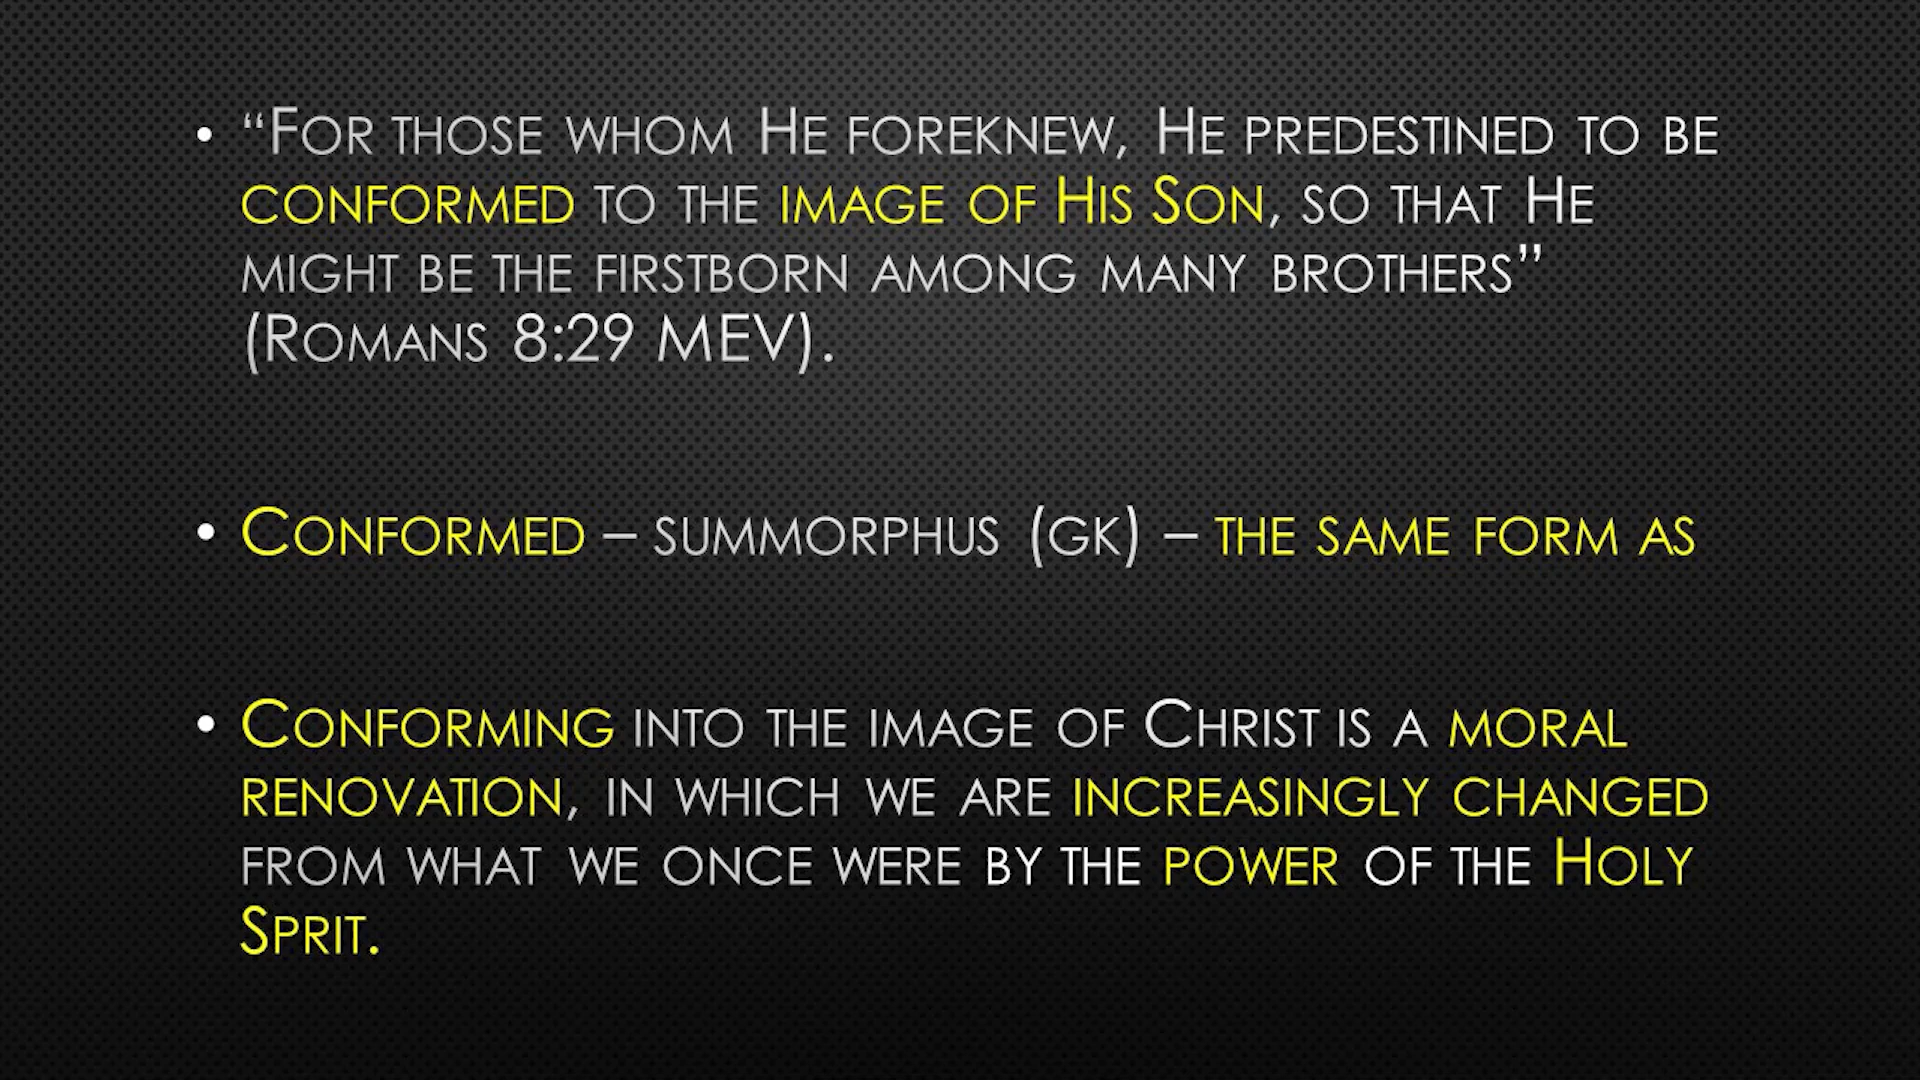 • “For those whom He foreknew, He predestined to be
conformed to the image of His Son, so that He
might be the firstborn among many brothers”
(Romans 8:29 MEV).
• Conformed – summorphus (gk) – the same form as
• Conforming into the image of Christ is a moral
renovation, in which we are increasingly changed
from what we once were by the power of the Holy
Sprit.